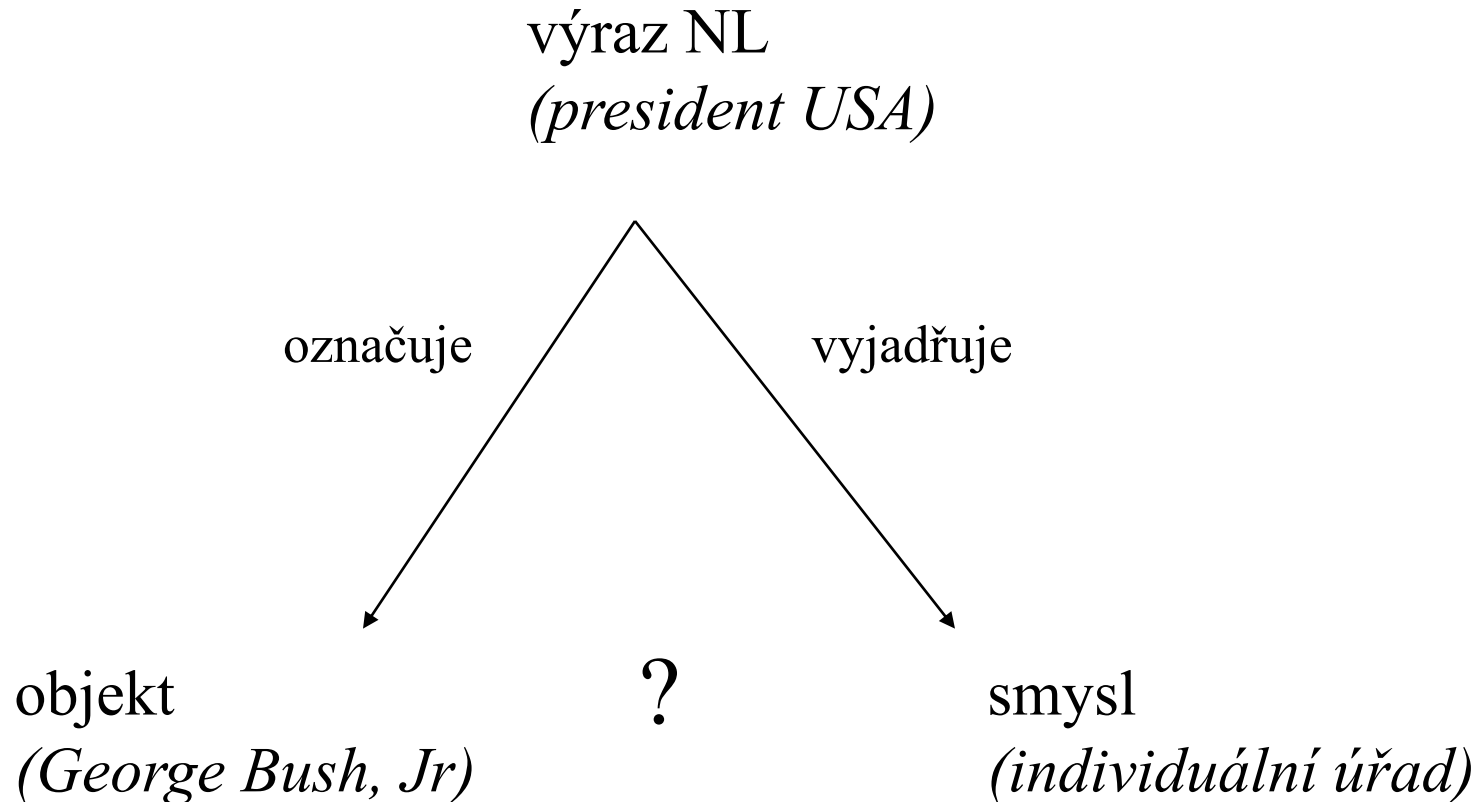 výraz NL
(president USA)
označuje
vyjadřuje
objekt
(George Bush, Jr)
?
smysl
(individuální úřad)